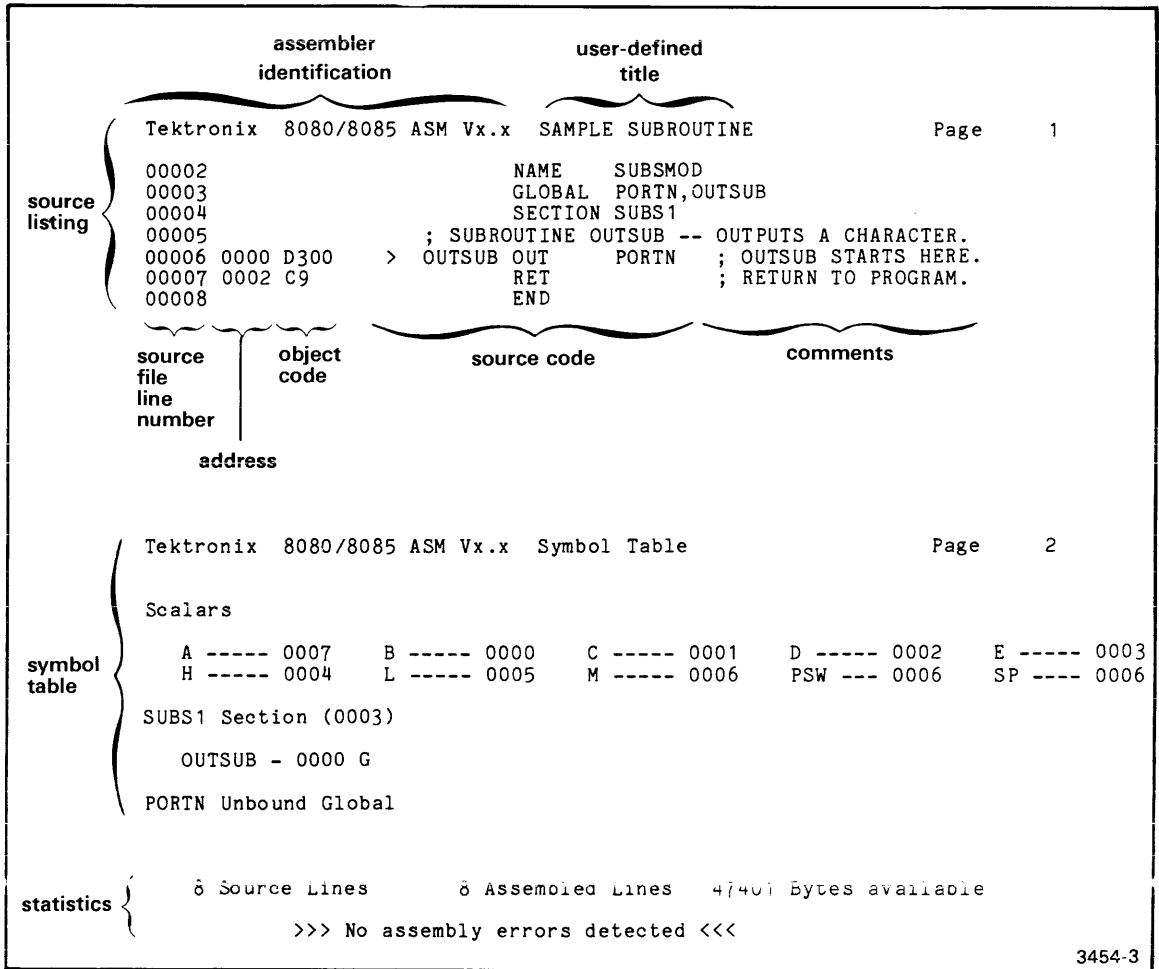 assembler identification
user-defined title
Tektronix 8080/8085 ASM Vx.x SAMPLE SUBROUTINE Page 1
source listing
00002 NAME SUBSMOD
00003 GLOBAL PORTN,OUTSUB
00004 SECTION SUBS1
00005 ; SUBROUTINE OUTSUB -- OUTPUTS A CHARACTER.
00006 0000 D300 > OUTSUB OUT PORTN ; OUTSUB STARTS HERE.
00007 0002 C9 RET ; RETURN TO PROGRAM.
00008 END
source file line number
address
object code
source code
comments
symbol table
Tektronix 8080/8085 ASM Vx.x Symbol Table Page 2
Scalars
A ----- 0007 B ----- 0000 C ----- 0001 D ----- 0002 E ----- 0003
H ----- 0004 L ----- 0005 M ----- 0006 PSW --- 0006 SP ---- 0006
SUBS1 Section (0003)
OUTSUB - 0000 G
PORTN Unbound Global
statistics
8 Source Lines 8 Assembled Lines Bytes available
>>> No assembly errors detected <<<
3454-3